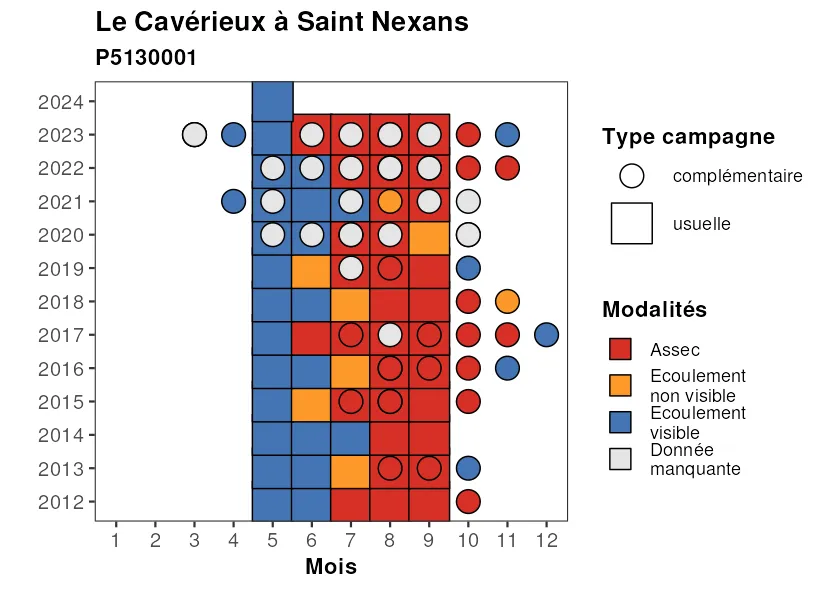 Le Cavérieux à Saint Nexans
P5130001
2024
2023
2022
2021
2020
2019
2018
2017
2016
2015
2014
2013
2012
1 2 3 4 5 6 7 8 9 10 11 12
Mois
Type campagne
complémentaire
usuelle
Modalités
Assec
Ecoulement
non visible
Ecoulement
visible
Donnée
manquante